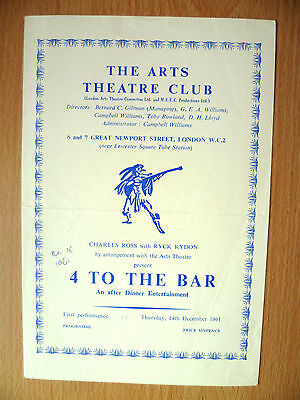 THE ARTS
THEATRE CLUB
(London Arts Theatre Committee Ltd. and M.E.E.C. Productions Ltd.)
Directors: Bernard C. Gillman (Managing), G. E. A. Williams,
Campbell Williams, Toby Rowland, D. H. Lloyd
Administrator: Campbell Williams
6 and 7 GREAT NEWPORT STREET, LONDON W.C.2
(near Leicester Square Tube Station)
CHARLES ROSS with RYCK RYDON
by arrangement with the Arts Theatre
present
4 TO THE BAR
An after Dinner Entertainment
First performance Thursday, 14th December 1961
PROGRAMME PRICE SIXPENCE